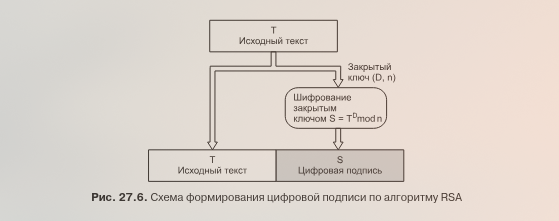 Т
Исходный текст
Закрытый
ключ (D, n)
Шифрование
закрытым
ключом S = T^D mod n
Т
Исходный текст
S
Цифровая подпись
Рис. 27.6. Схема формирования цифровой подписи по алгоритму RSA